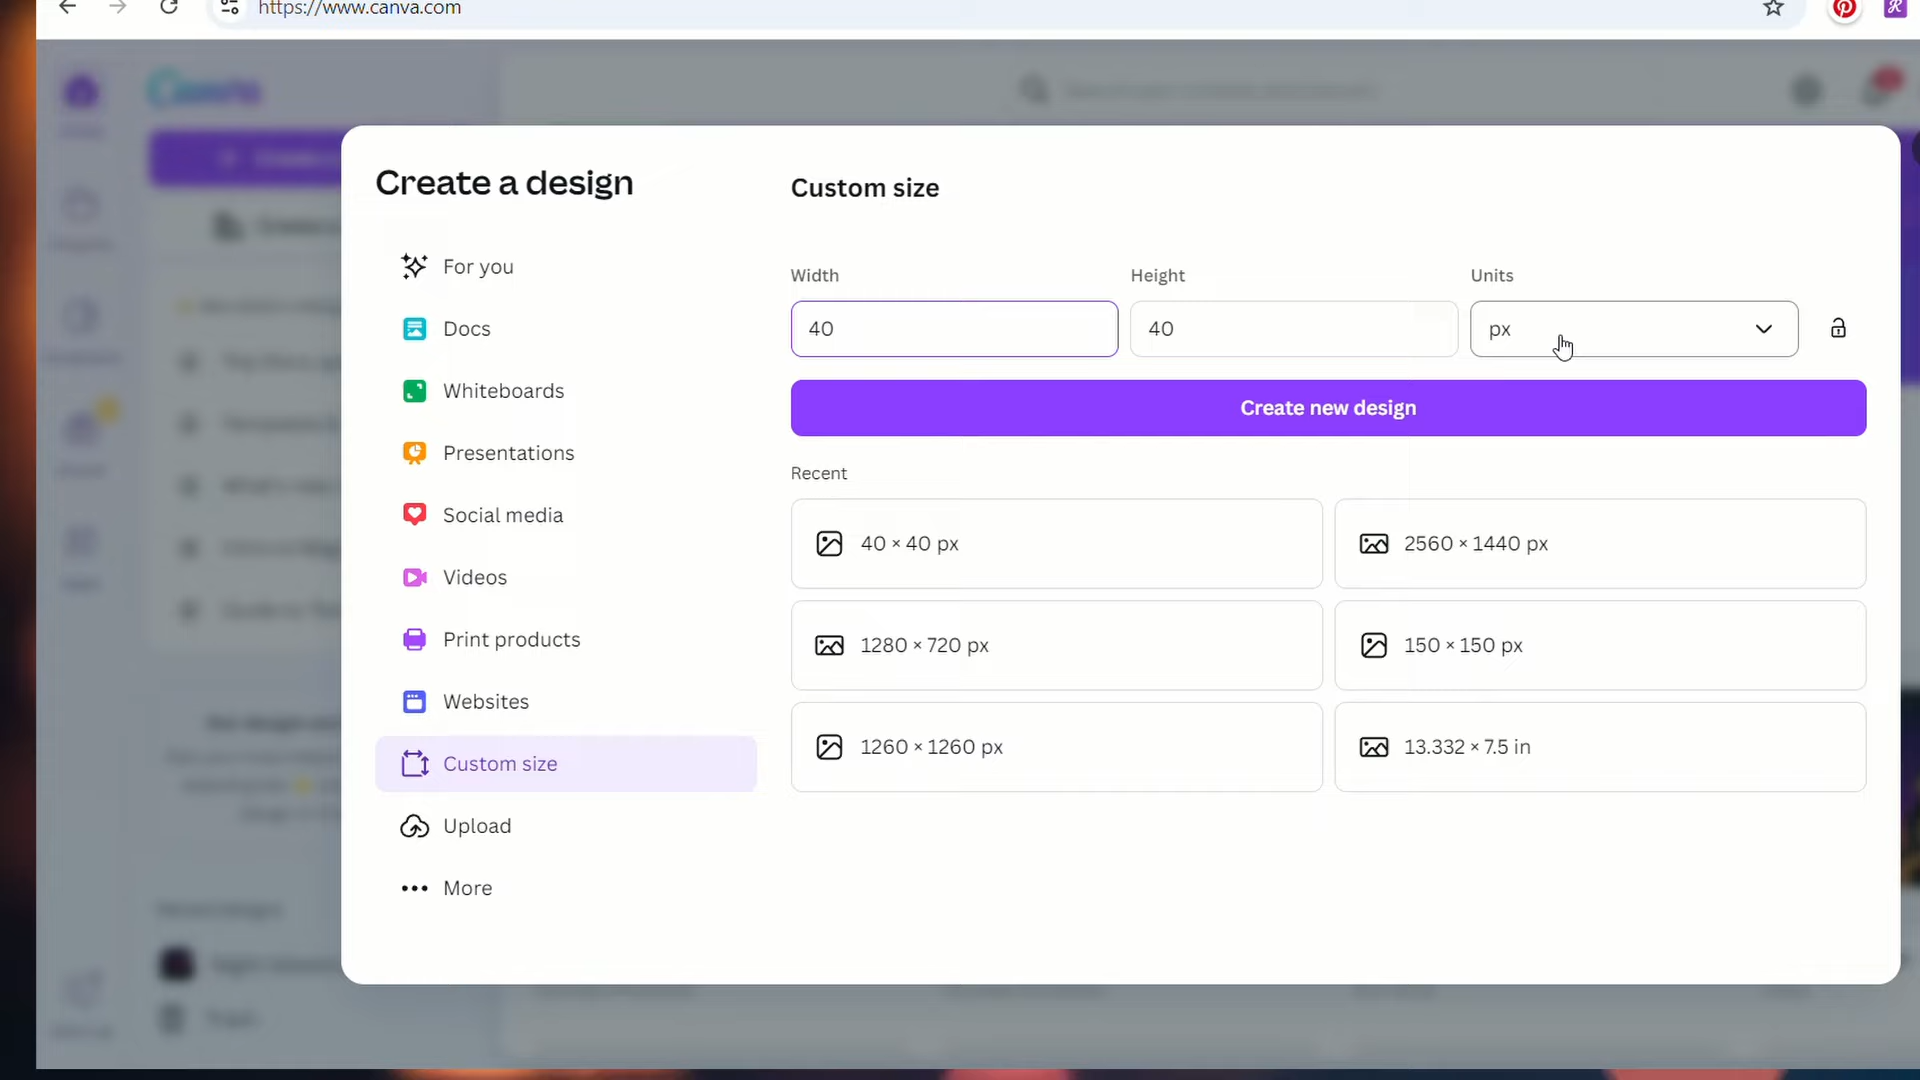 https://www.canva.com
Canva
Create a design
For you
Docs
Whiteboards
Presentations
Social media
Videos
Print products
Websites
Custom size
Upload
More
Custom size
Width
Height
Units
40
40
px
Create new design
Recent
40 × 40 px
2560 × 1440 px
1280 × 720 px
150 × 150 px
1260 × 1260 px
13.332 × 7.5 in